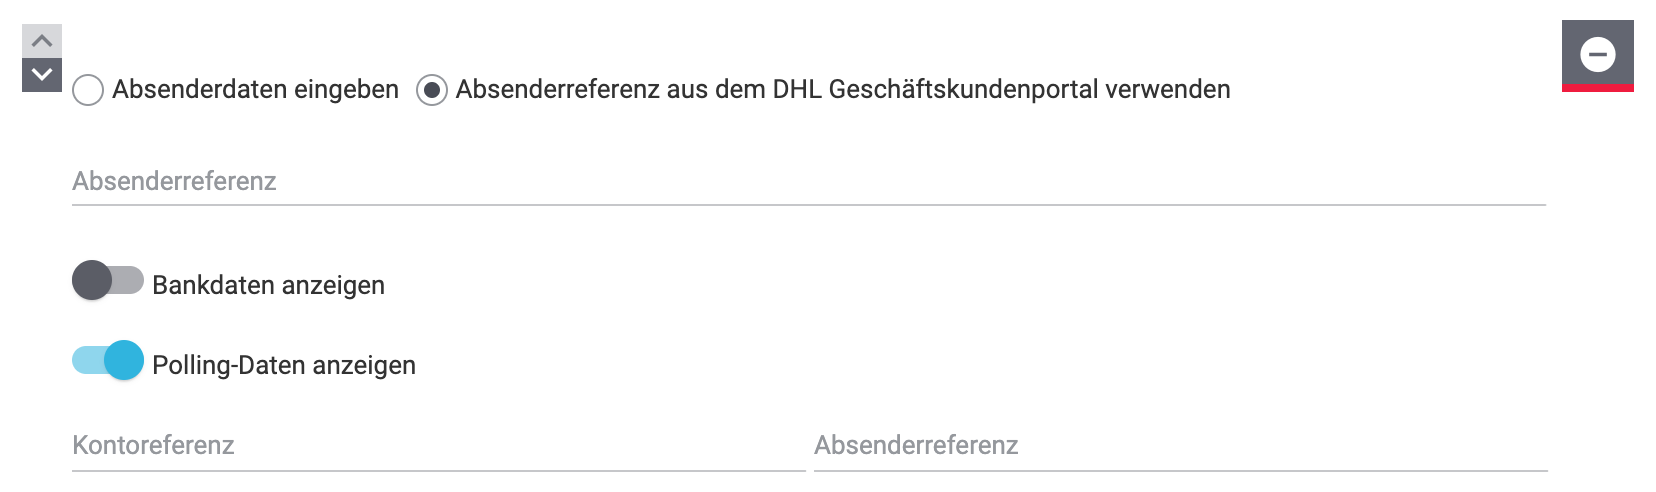 Absenderdaten eingeben Absenderreferenz aus dem DHL Geschäftskundenportal verwenden
Absenderreferenz
Bankdaten anzeigen
Polling-Daten anzeigen
Kontoreferenz Absenderreferenz